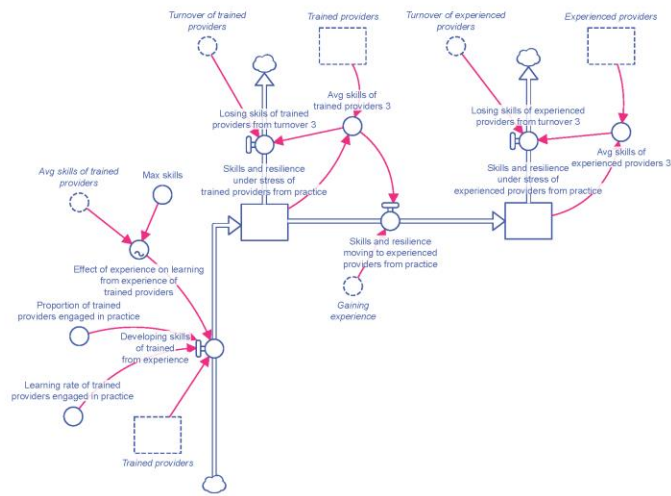 Turnover of trained
providers
Trained providers
Turnover of experienced
providers
Experienced providers
Losing skills of trained
providers from turnover 3
Avg skills of
trained providers 3
Losing skills of experienced
providers from turnover 3
Avg skills of
experienced providers 3
Skills and resilience
under stress of
trained providers from practice
Skills and resilience
under stress of
experienced providers from practice
Avg skills of trained
providers
Max skills
Skills and resilience
moving to experienced
providers from practice
Effect of experience on learning
from experience of
trained providers
Gaining
experience
Proportion of trained
providers engaged in practice
Developing skills
of trained
from experience
Learning rate of trained
providers engaged in practice
Trained providers